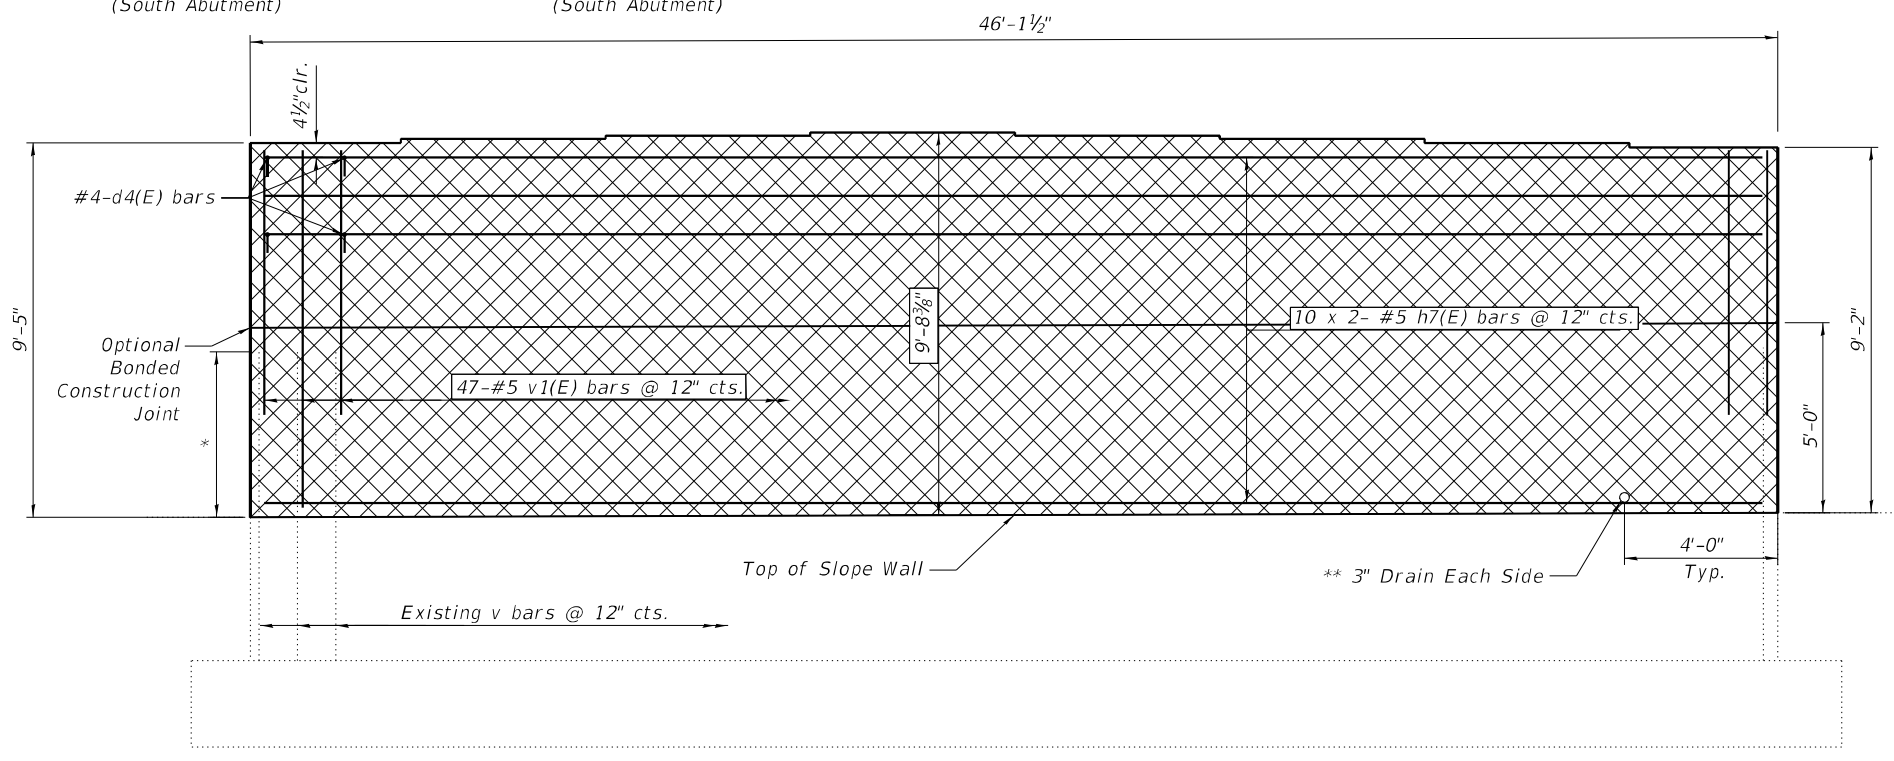 (South Abutment)
(South Abutment)
46'-1½"
4½"clr.
#4-d4(E) bars
9'-5"
Optional
Bonded
Construction
Joint
*
9'-8⅜"
10 x 2- #5 h7(E) bars @ 12" cts.
47-#5 v1(E) bars @ 12" cts.
9'-2"
5'-0"
4'-0"
Typ.
Top of Slope Wall
** 3" Drain Each Side
Existing v bars @ 12" cts.